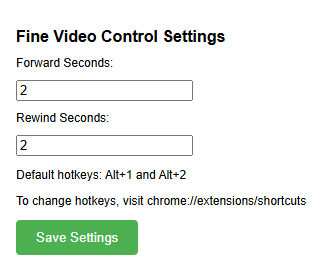 Fine Video Control Settings
Forward Seconds:
2
Rewind Seconds:
2
Default hotkeys: Alt+1 and Alt+2
To change hotkeys, visit chrome://extensions/shortcuts
Save Settings